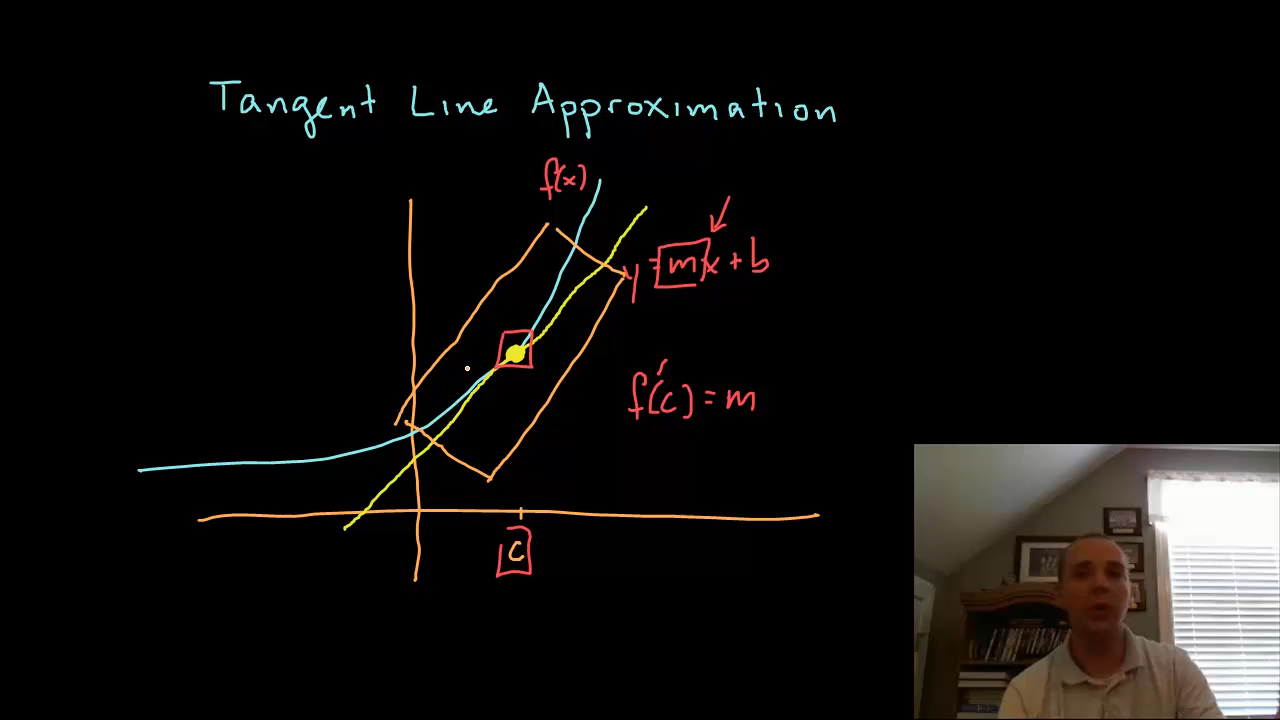 Tangent Line Approximation
f(x)
y = mx + b
f'(c) = m
c